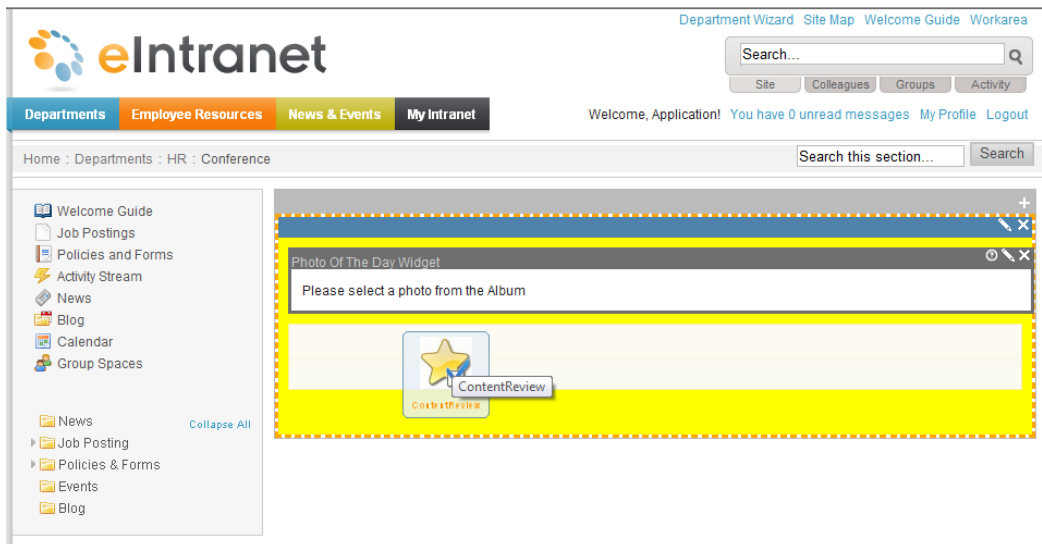 Department Wizard Site Map Welcome Guide Workarea
eIntranet
Search...
Site Colleagues Groups Activity
Departments Employee Resources News & Events My Intranet
Welcome, Application! You have 0 unread messages My Profile Logout
Home : Departments : HR : Conference
Search this section... Search
Welcome Guide
Job Postings
Policies and Forms
Activity Stream
News
Blog
Calendar
Group Spaces
News Collapse All
Job Posting
Policies & Forms
Events
Blog
Photo Of The Day Widget
Please select a photo from the Album
ContentReview
ContentReview